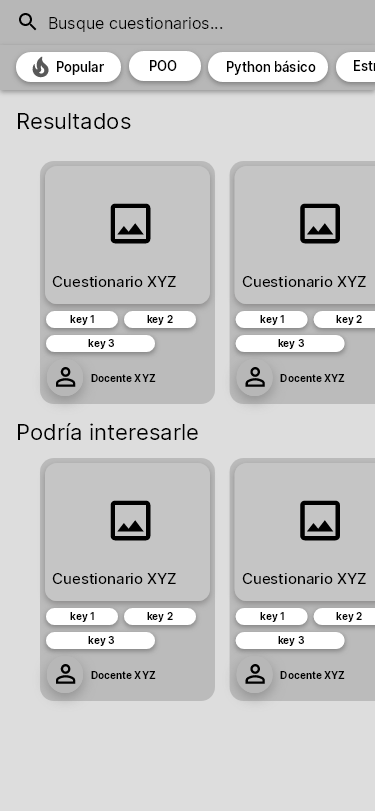 Busque cuestionarios...
Popular POO Python básico
Resultados
Cuestionario XYZ Cuestionario XYZ
key 1 key 2 key 1 key 2
key 3 key 3
Docente XYZ Docente XYZ
Podría interesarle
Cuestionario XYZ Cuestionario XYZ
key 1 key 2 key 1 key 2
key 3 key 3
Docente XYZ Docente XYZ